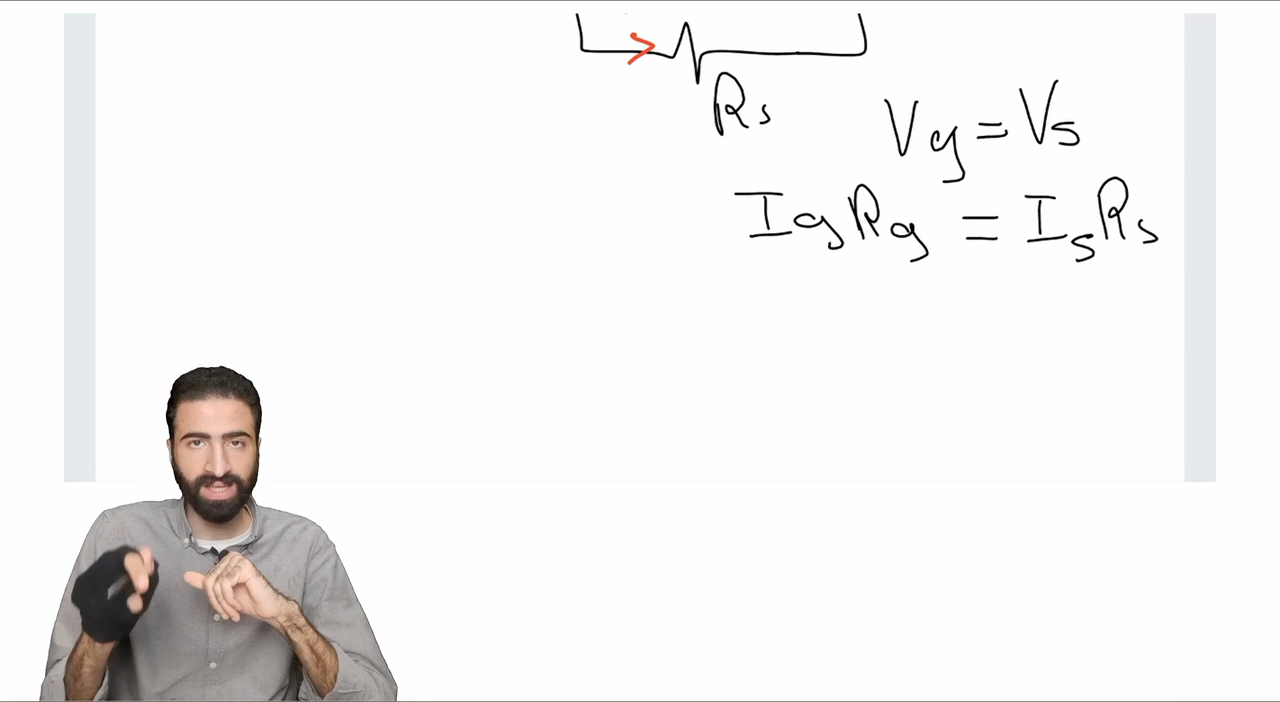 Rs
Vg = Vs
IgRg = IsRs